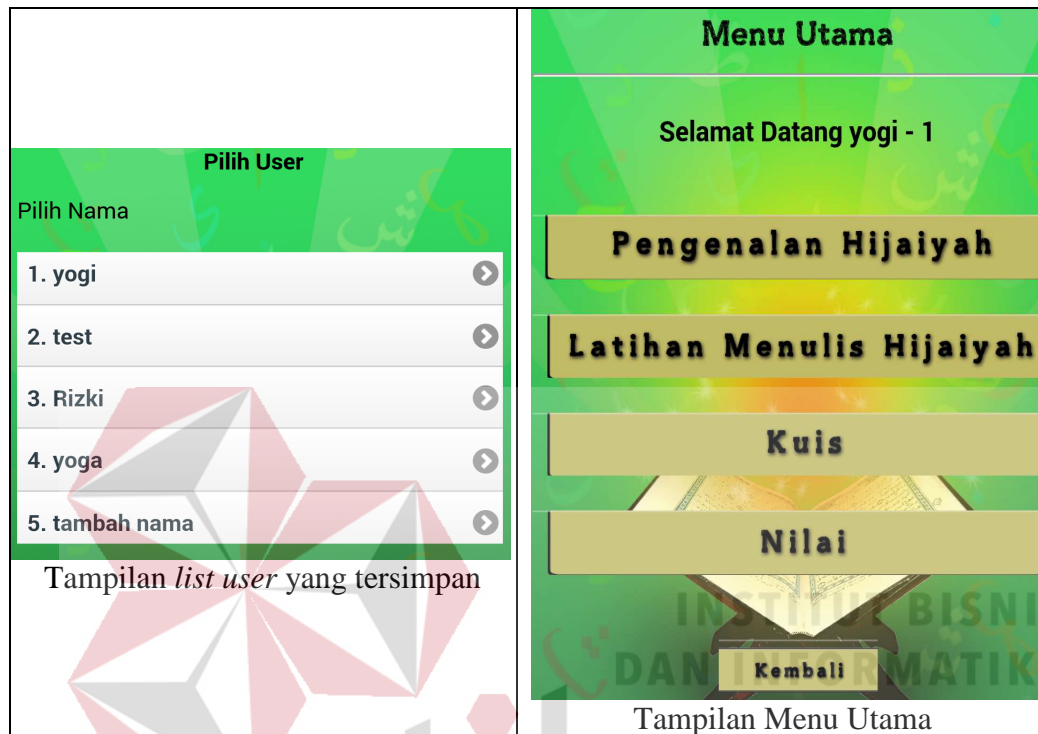 Pilih User
Pilih Nama
1. yogi
2. test
3. Rizki
4. yoga
5. tambah nama
Tampilan list user yang tersimpan
Menu Utama
Selamat Datang yogi - 1
Pengenalan Hijaiyah
Latihan Menulis Hijaiyah
Kuis
Nilai
INSTITUT BISNI
DAN INFORMATIK
Kembali
Tampilan Menu Utama